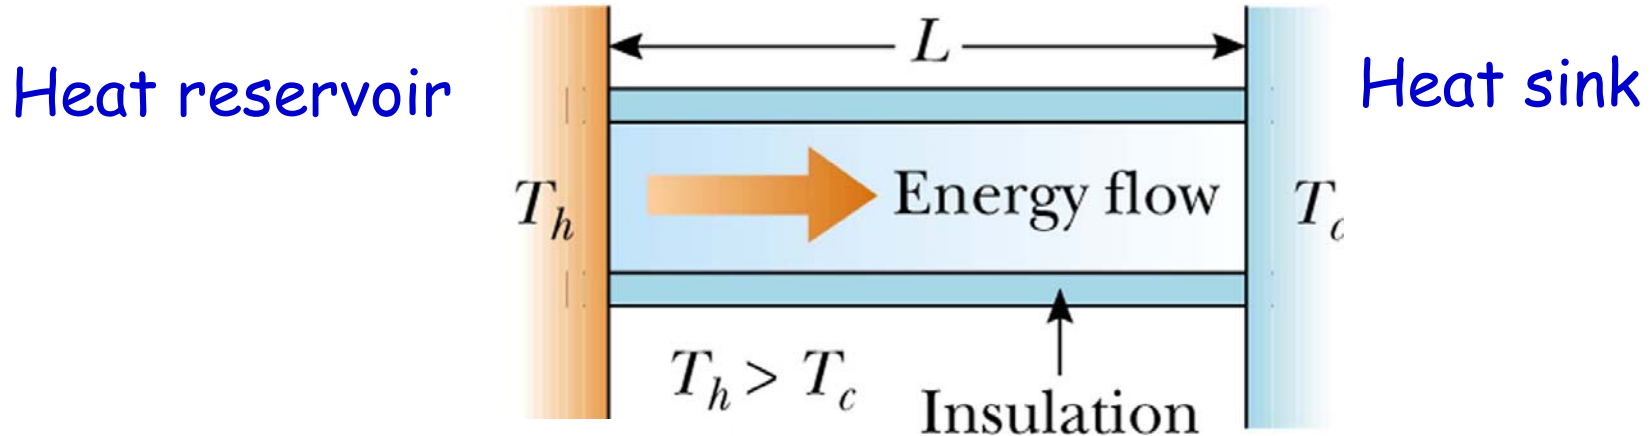 L
Heat reservoir
Heat sink
Th
Energy flow
Tc
Th > Tc
Insulation